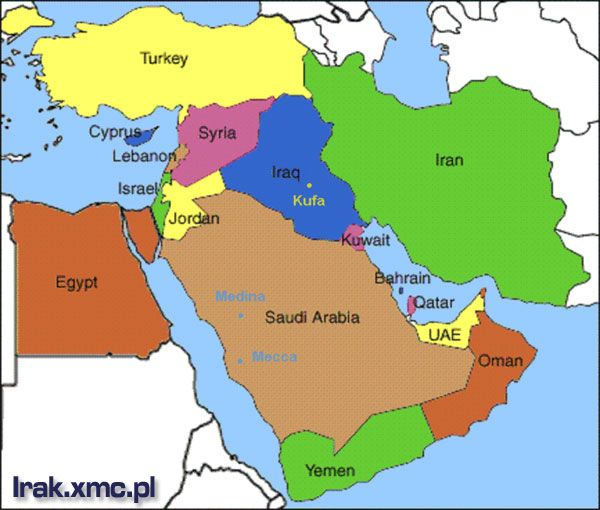 Turkey
Cyprus
Syria
Lebanon
Iran
Iraq
Israel
Kufa
Jordan
Kuwait
Egypt
Bahrain
Medina
Qatar
Saudi Arabia
UAE
Mecca
Oman
Yemen
Irak.xmc.pl